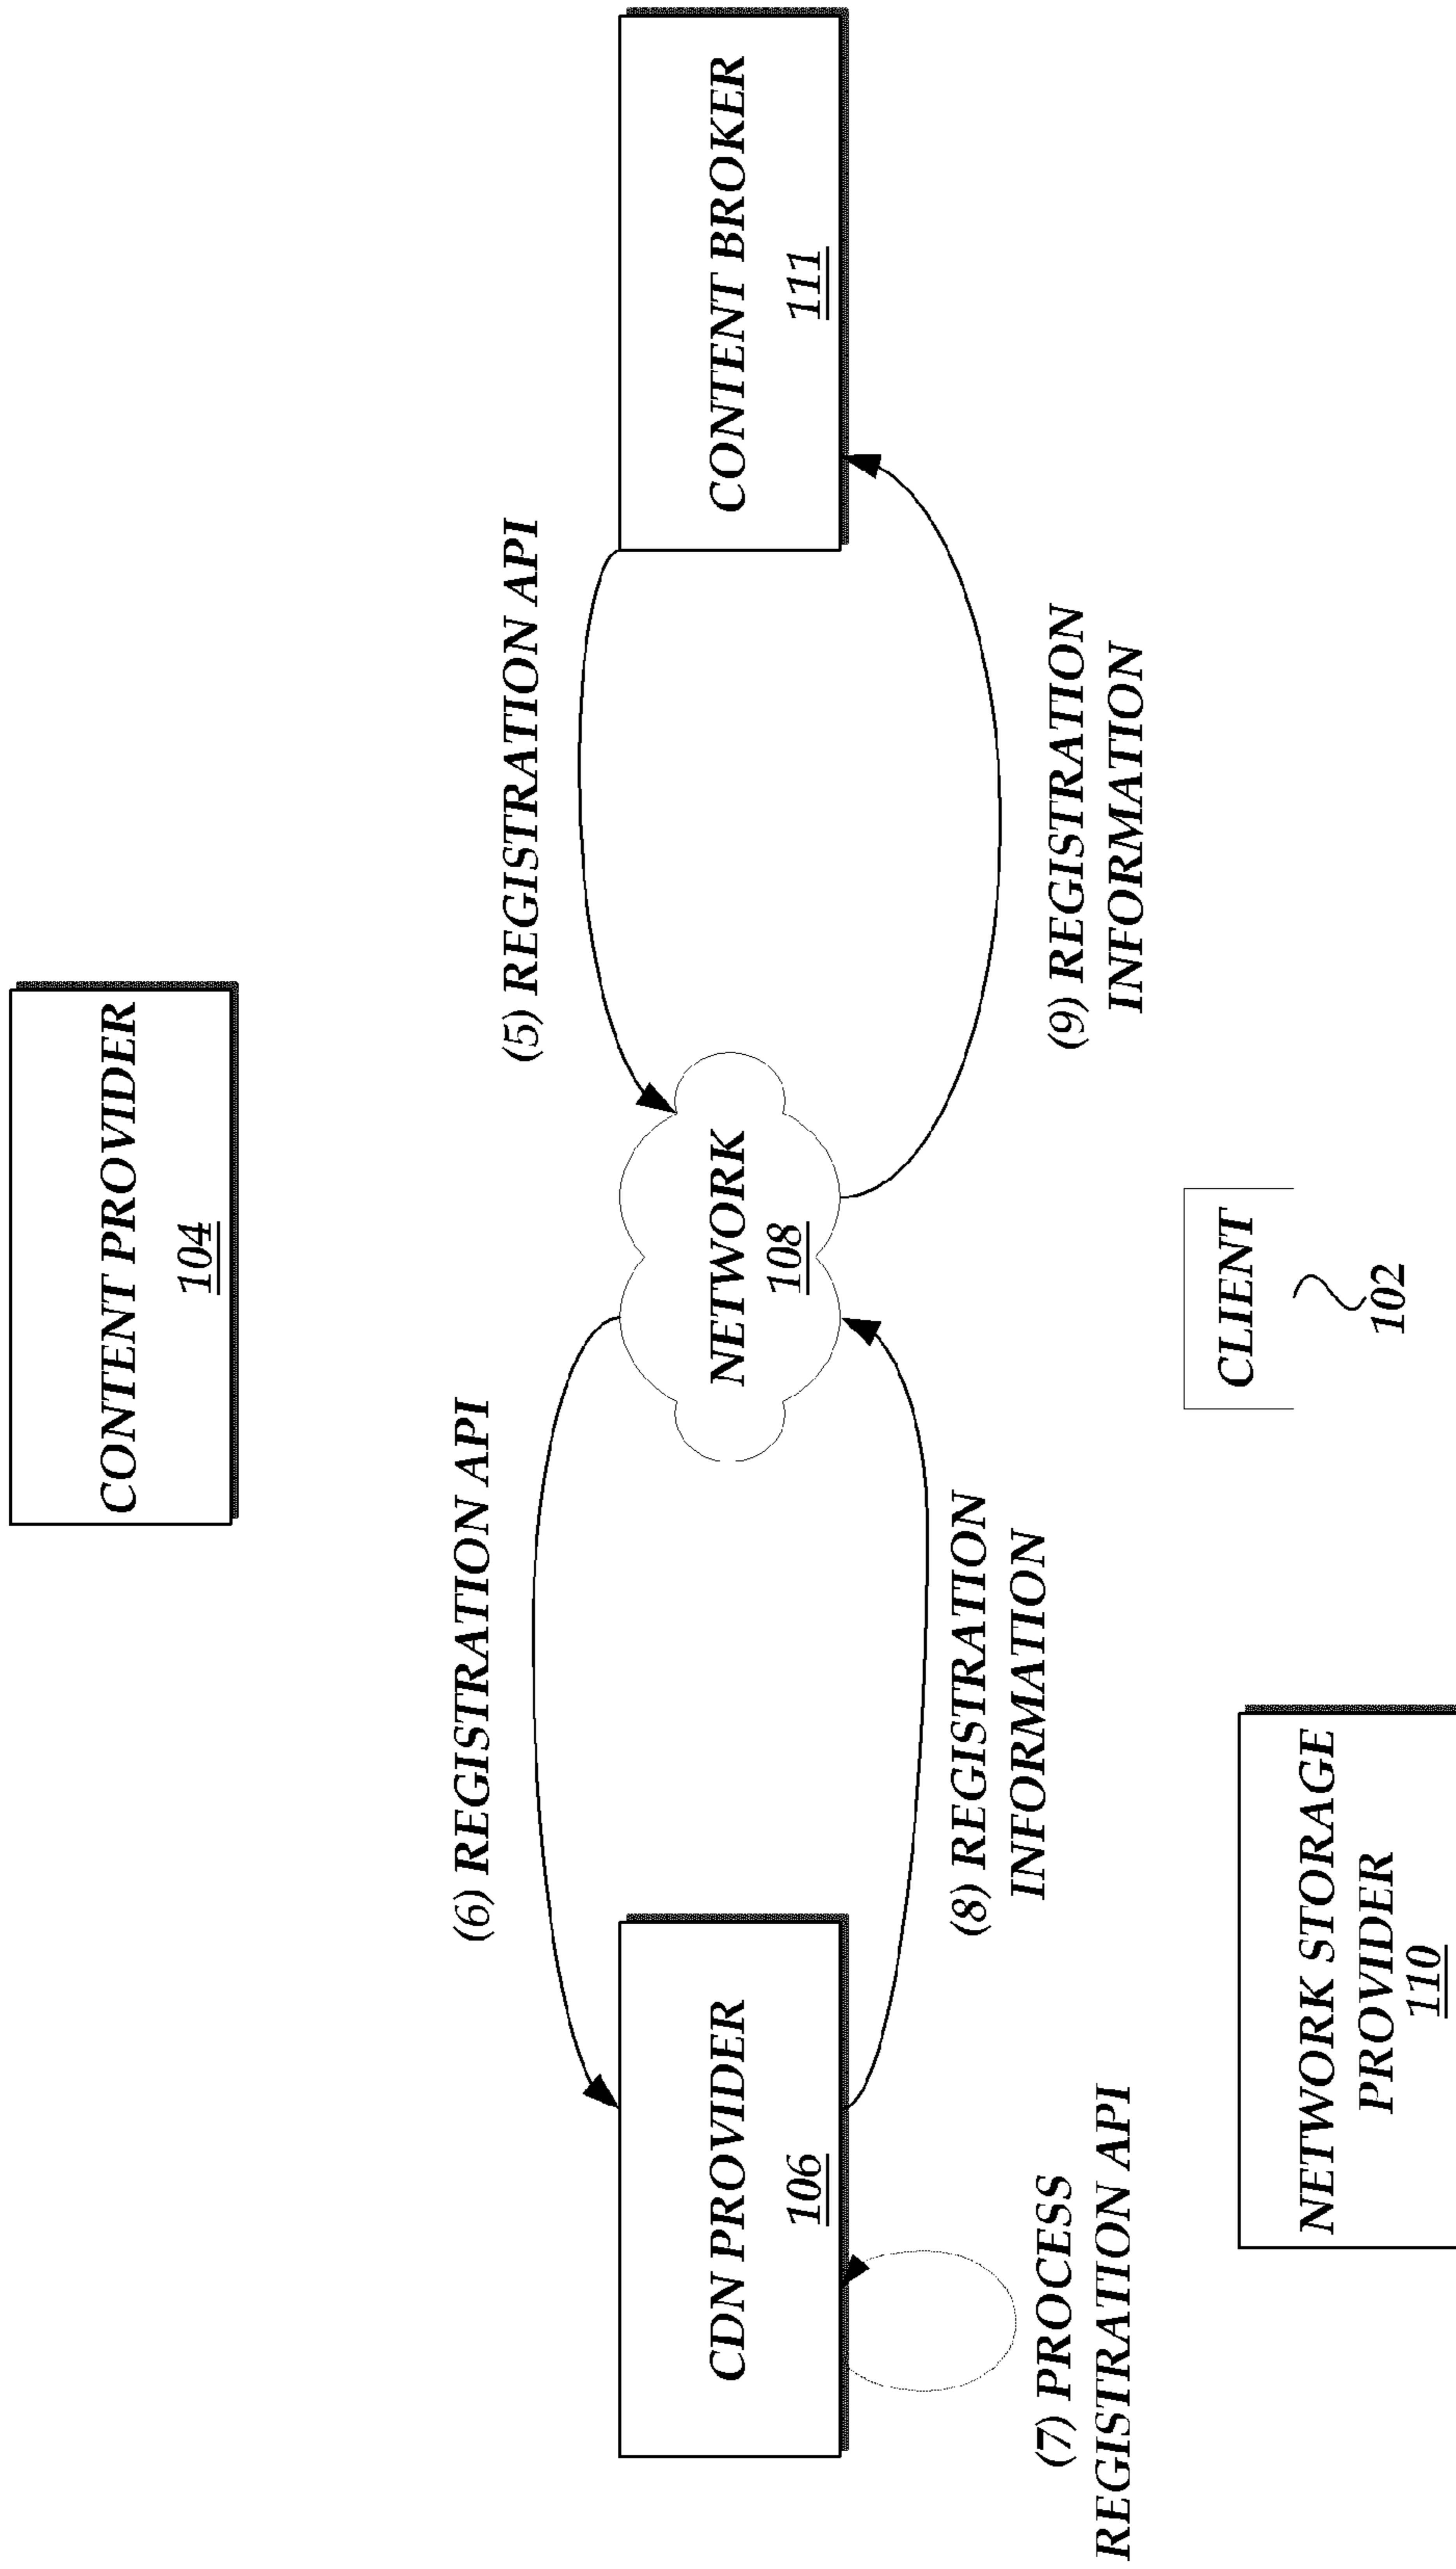 CONTENT PROVIDER
104
(6) REGISTRATION API
(5) REGISTRATION API
CDN PROVIDER
106
NETWORK
108
CONTENT BROKER
111
(8) REGISTRATION
INFORMATION
(9) REGISTRATION
INFORMATION
(7) PROCESS
REGISTRATION API
CLIENT
102
NETWORK STORAGE
PROVIDER
110